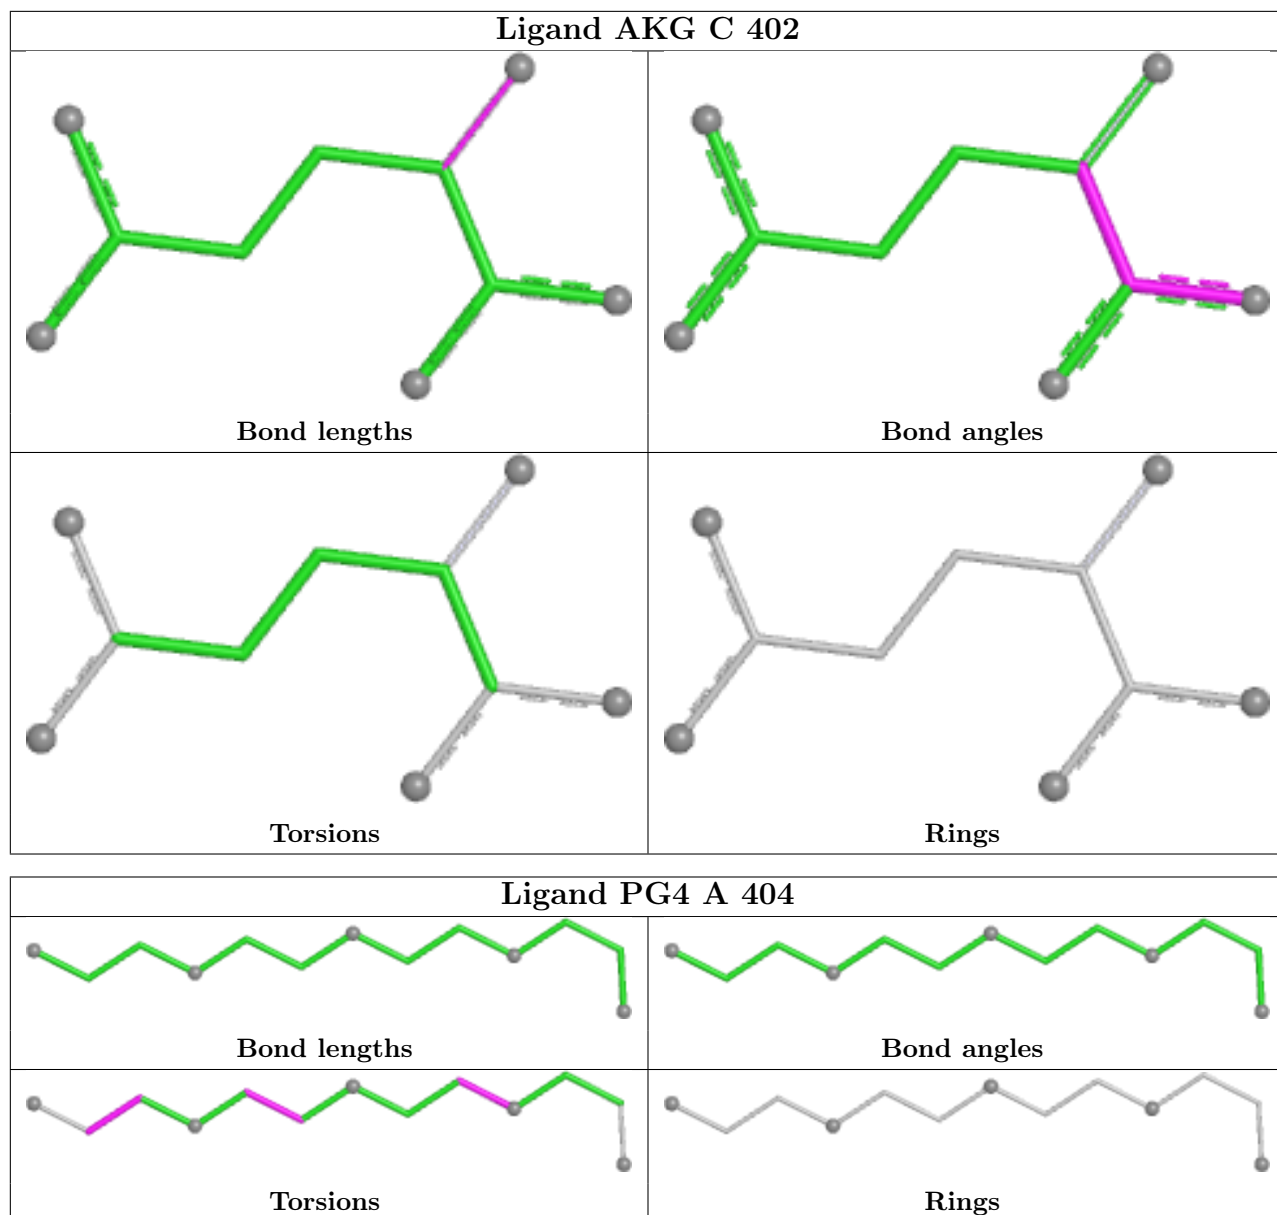 Ligand AKG C 402
Bond lengths
Bond angles
Torsions
Rings
Ligand PG4 A 404
Bond lengths
Bond angles
Torsions
Rings